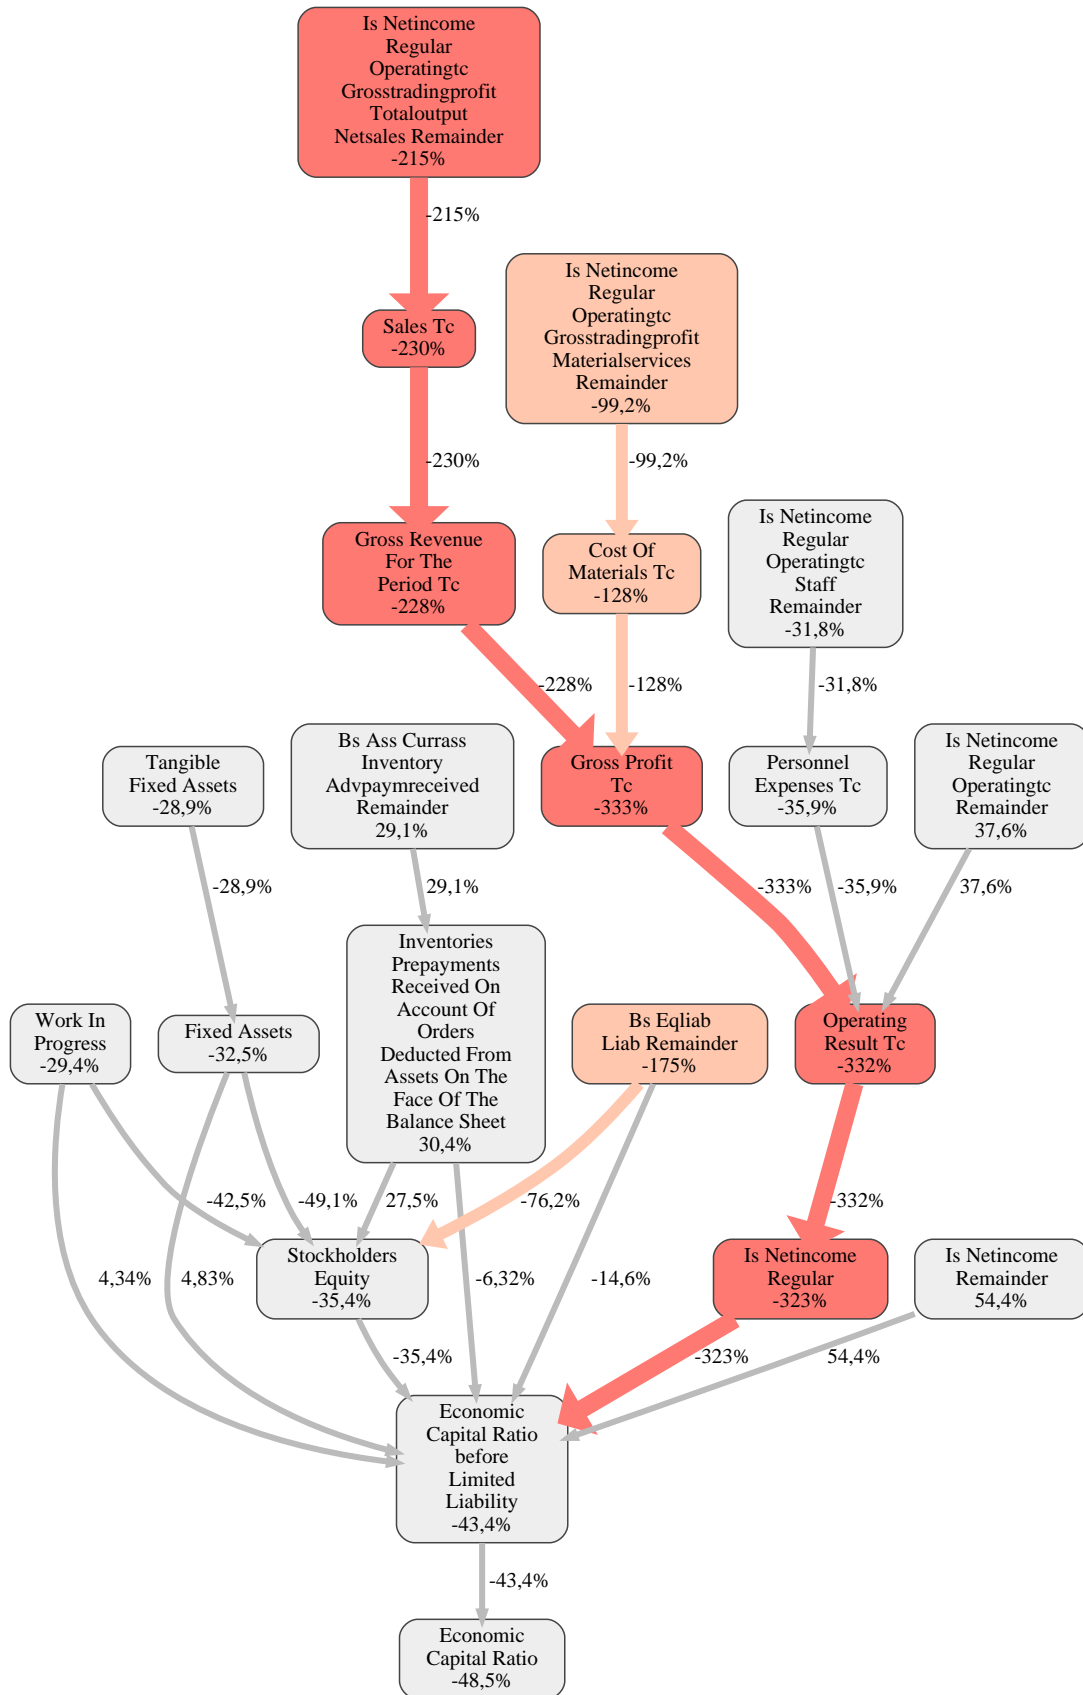 Is Netincome
Regular
Operatingtc
Grosstradingprofit
Totaloutput
Netsales Remainder
-215%
-215%
Sales Tc
-230%
Is Netincome
Regular
Operatingtc
Grosstradingprofit
Materialservices
Remainder
-99,2%
-230%
-99,2%
Gross Revenue
For The
Period Tc
-228%
Cost Of
Materials Tc
-128%
Is Netincome
Regular
Operatingtc
Staff
Remainder
-31,8%
-228%
-128%
-31,8%
Tangible
Fixed Assets
-28,9%
Bs Ass Currass
Inventory
Advpaymreceived
Remainder
29,1%
Gross Profit
Tc
-333%
Personnel
Expenses Tc
-35,9%
Is Netincome
Regular
Operatingtc
Remainder
37,6%
-28,9%
29,1%
-333%
-35,9%
37,6%
Work In
Progress
-29,4%
Fixed Assets
-32,5%
Inventories
Prepayments
Received On
Account Of
Orders
Deducted From
Assets On The
Face Of The
Balance Sheet
30,4%
Bs Eqliab
Liab Remainder
-175%
Operating
Result Tc
-332%
-42,5%
-49,1%
27,5%
-76,2%
-332%
4,34%
4,83%
Stockholders
Equity
-35,4%
-6,32%
-14,6%
Is Netincome
Regular
-323%
Is Netincome
Remainder
54,4%
-35,4%
-323%
54,4%
Economic
Capital Ratio
before
Limited
Liability
-43,4%
-43,4%
Economic
Capital Ratio
-48,5%